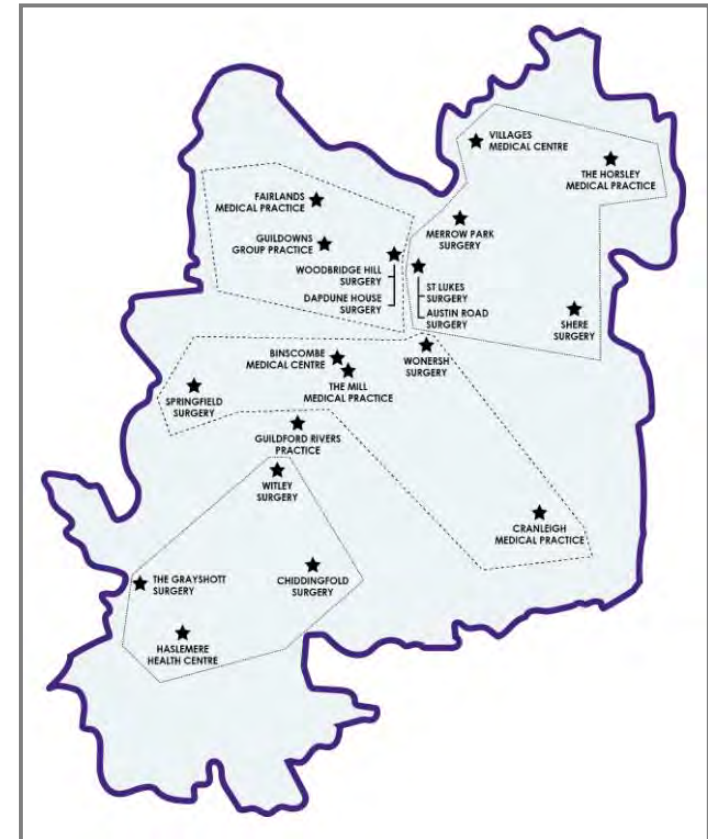 VILLAGES
MEDICAL CENTRE
THE HORSLEY
MEDICAL PRACTICE
FAIRLANDS
MEDICAL PRACTICE
MERROW PARK
SURGERY
GUILDOWNS
GROUP PRACTICE
WOODBRIDGE HILL
SURGERY
DAPDUNE HOUSE
SURGERY
ST LUKES
SURGERY
AUSTIN ROAD
SURGERY
SHERE
SURGERY
BINSCOMBE
MEDICAL CENTRE
WONERSH
SURGERY
THE MILL
MEDICAL PRACTICE
SPRINGFIELD
SURGERY
GUILDFORD RIVERS
PRACTICE
WITLEY
SURGERY
CRANLEIGH
MEDICAL PRACTICE
THE GRAYSHOTT
SURGERY
CHIDDINGFOLD
SURGERY
HASLEMERE
HEALTH CENTRE